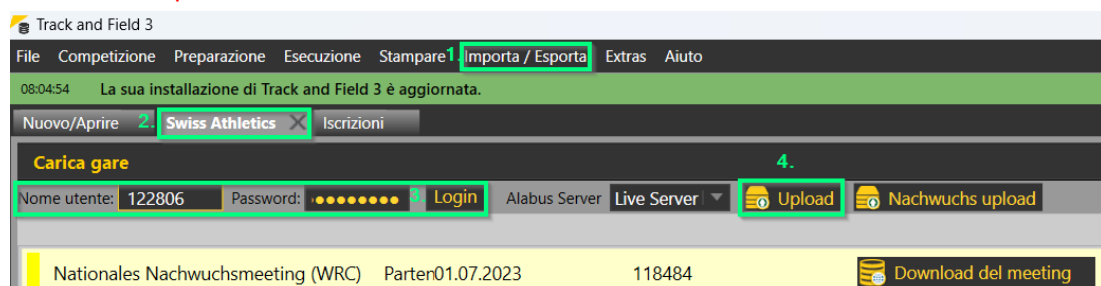 Track and Field 3
File Competizione Preparazione Esecuzione Stampare 1. Importa / Esporta Extras Aiuto
08:04:54 La sua installazione di Track and Field 3 è aggiornata.
Nuovo/Aprire 2. Swiss Athletics Iscrizioni
Carica gare 4.
Nome utente: 122806 Password: ●●●●●●●● 3. Login Alabus Server Live Server Upload Nachwuchs upload
Nationales Nachwuchsmeeting (WRC) Parten01.07.2023 118484 Download del meeting